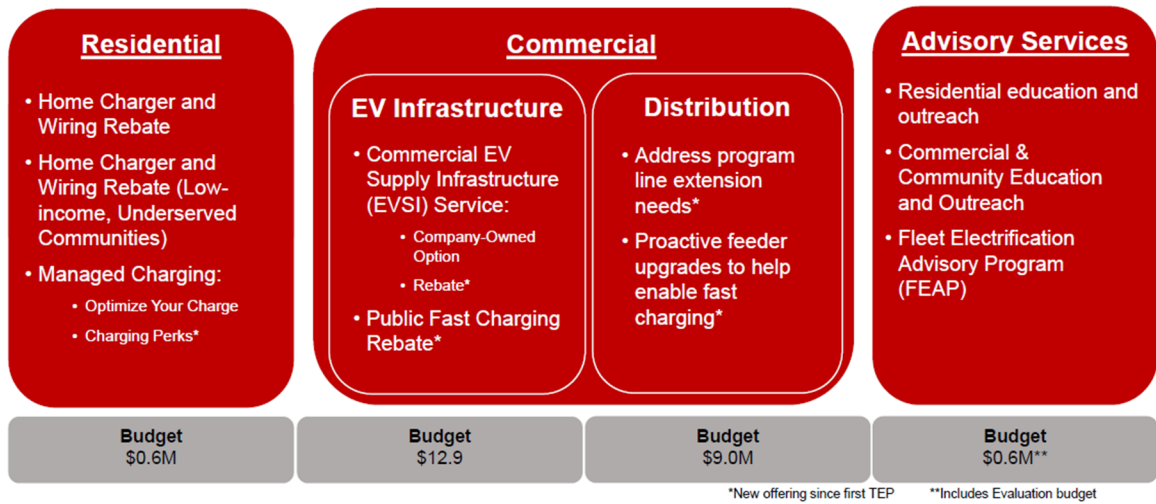 Residential
• Home Charger and
Wiring Rebate
• Home Charger and
Wiring Rebate (Low-
income, Underserved
Communities)
• Managed Charging:
• Optimize Your Charge
• Charging Perks*
Commercial
EV Infrastructure
• Commercial EV
Supply Infrastructure
(EVSI) Service:
• Company-Owned
Option
• Rebate*
• Public Fast Charging
Rebate*
Distribution
• Address program
line extension
needs*
• Proactive feeder
upgrades to help
enable fast
charging*
Advisory Services
• Residential education and
outreach
• Commercial &
Community Education
and Outreach
• Fleet Electrification
Advisory Program
(FEAP)
Budget
$0.6M
Budget
$12.9
Budget
$9.0M
Budget
$0.6M**
*New offering since first TEP
**Includes Evaluation budget